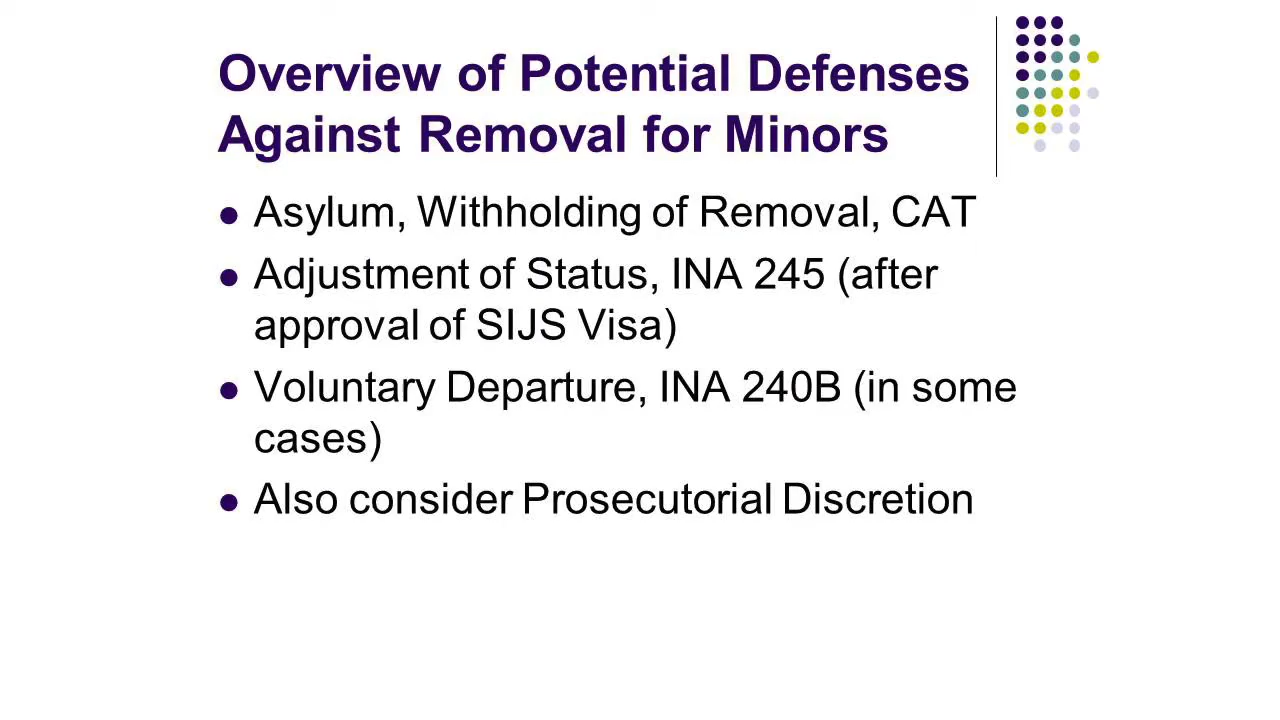 Overview of Potential Defenses
Against Removal for Minors
Asylum, Withholding of Removal, CAT
Adjustment of Status, INA 245 (after
approval of SIJS Visa)
Voluntary Departure, INA 240B (in some
cases)
Also consider Prosecutorial Discretion